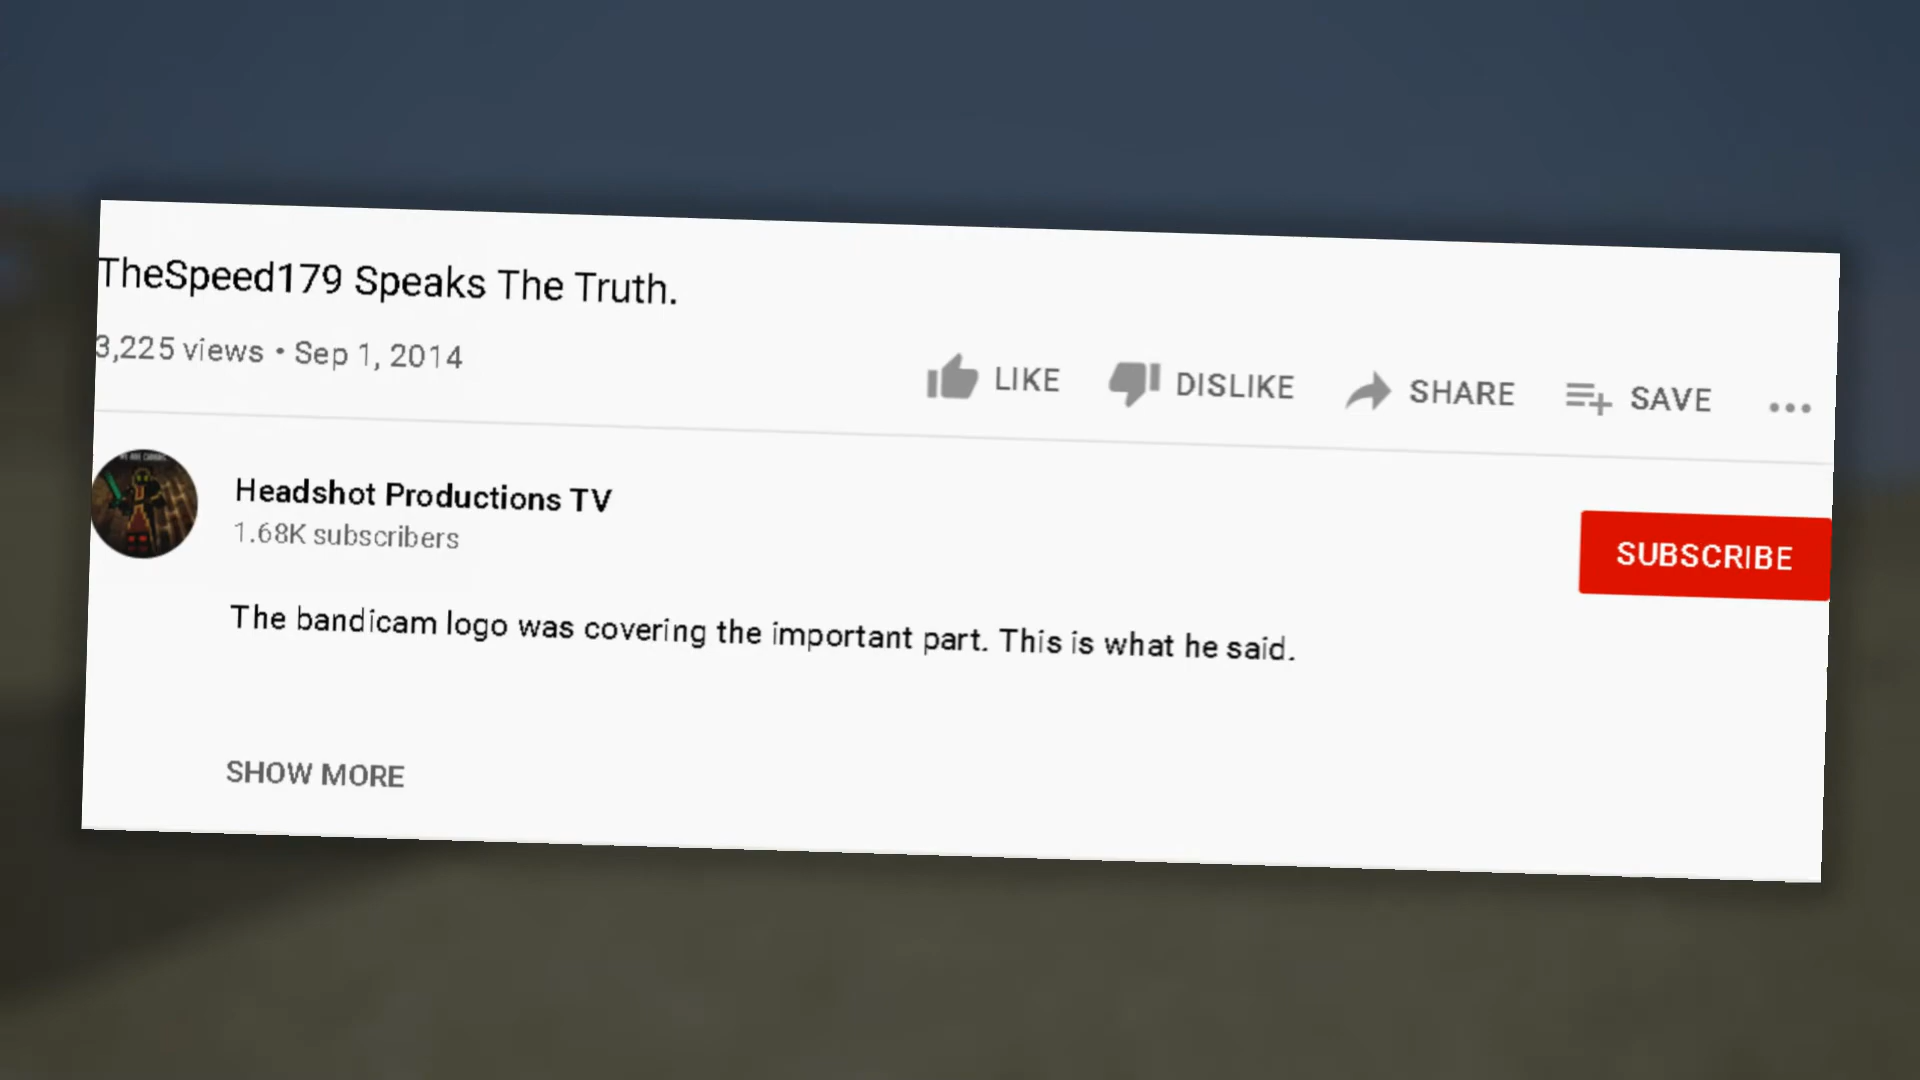 TheSpeed179 Speaks The Truth.
3,225 views • Sep 1, 2014
LIKE DISLIKE SHARE SAVE
Headshot Productions TV
1.68K subscribers
SUBSCRIBE
The bandicam logo was covering the important part. This is what he said.
SHOW MORE